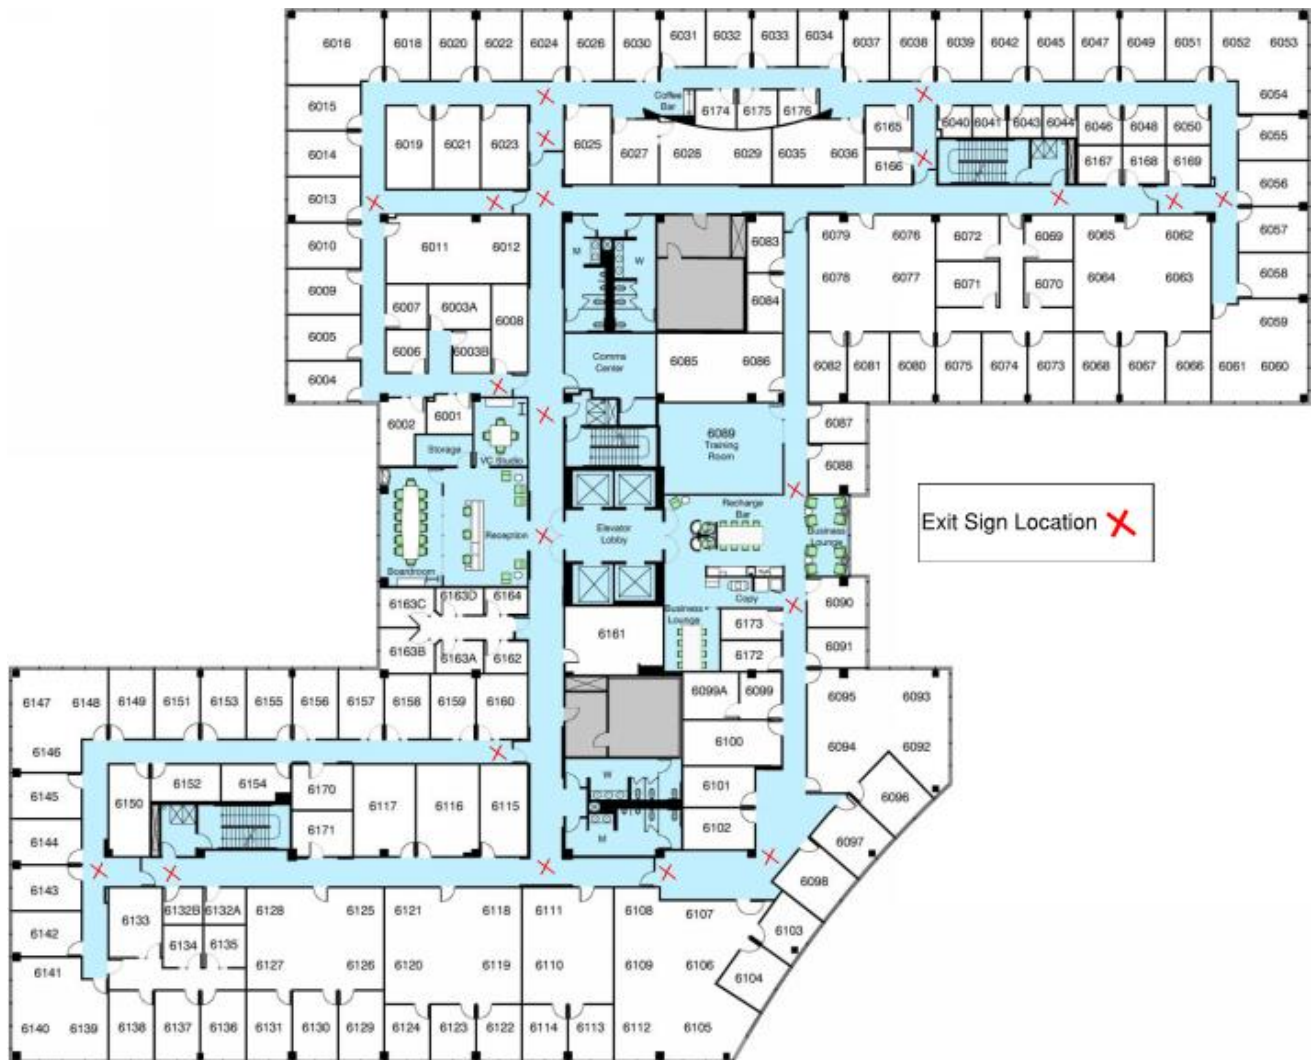 6016 6018 6020 6022 6024 6026 6030 6031 6032 6033 6034 6037 6038 6039 6042 6045 6047 6049 6051 6052 6053
6015 Coffee Bar 6174 6175 6176 6054
6019 6021 6023 6025 6027 6028 6029 6035 6036 6165 6040 6041 6043 6044 6046 6048 6050 6055
6014 6166 6167 6168 6169
6013 6056
6011 6012 M W 6083 6079 6076 6072 6069 6065 6062 6057
6010
6009 6078 6077 6071 6070 6064 6063 6058
6007 6003A 6008 6084
6005 6006 6003B 6059
Comms
Center
6085 6086 6082 6081 6080 6075 6074 6073 6068 6067 6066 6061 6060
6004
6002 6001 6087
6089
Training
Room
Storage VC Studio 6088
Recharge
Bar
Exit Sign Location
Reception
Elevator
Lobby
Business
Lounge
Boardroom
6163C 6163D 6164 Copy 6090
Business
Lounge
6173
6161
6163B 6163A 6162 6172 6091
6147 6148 6149 6151 6153 6155 6156 6157 6158 6159 6160 6099A 6099 6095 6093
6146 6100 6094 6092
6145 6152 6154 6170 W 6101 6096
6150 6117 6116 6115
6144 6171 M 6102 6097
6143 6098
6133 6132B 6132A 6128 6125 6121 6118 6111 6108 6107
6142 6134 6135 6103
6141 6127 6126 6120 6119 6110 6109 6106 6104
6140 6139 6138 6137 6136 6131 6130 6129 6124 6123 6122 6114 6113 6112 6105